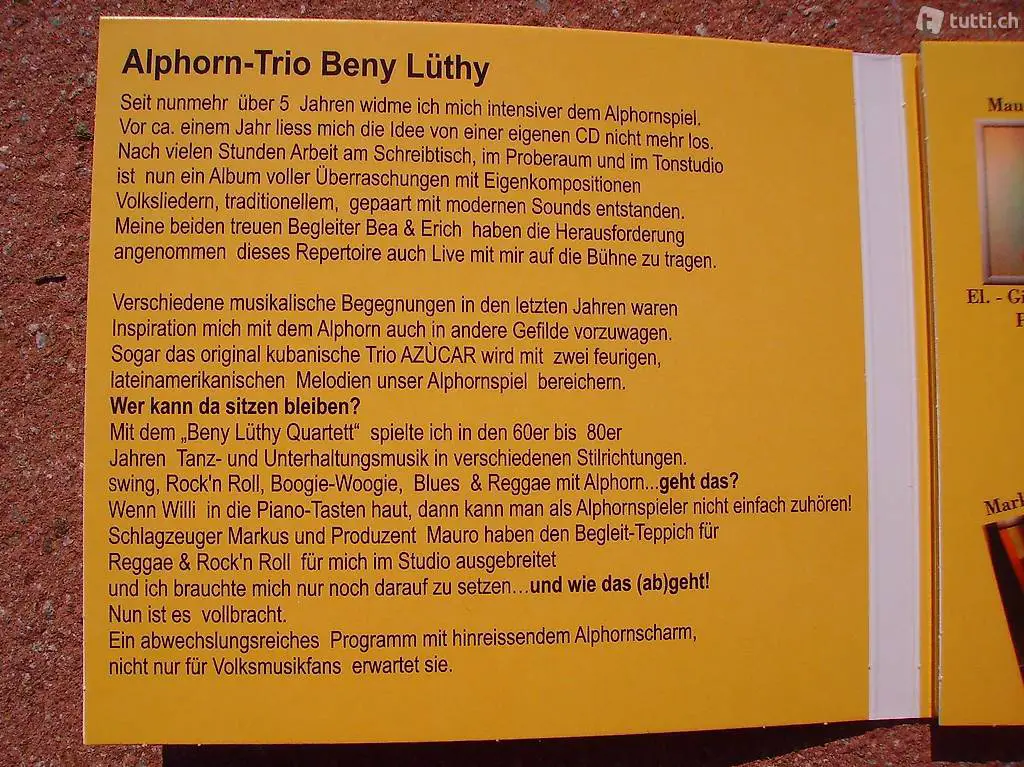 tutti.ch
Alphorn-Trio Beny Lüthy
Seit nunmehr über 5 Jahren widme ich mich intensiver dem Alphornspiel.
Vor ca. einem Jahr liess mich die Idee von einer eigenen CD nicht mehr los.
Nach vielen Stunden Arbeit am Schreibtisch, im Proberaum und im Tonstudio
ist nun ein Album voller Überraschungen mit Eigenkompositionen
Volksliedern, traditionellem, gepaart mit modernen Sounds entstanden.
Meine beiden treuen Begleiter Bea & Erich haben die Herausforderung
angenommen dieses Repertoire auch Live mit mir auf die Bühne zu tragen.
Verschiedene musikalische Begegnungen in den letzten Jahren waren
Inspiration mich mit dem Alphorn auch in andere Gefilde vorzuwagen.
Sogar das original kubanische Trio AZÙCAR wird mit zwei feurigen,
lateinamerikanischen Melodien unser Alphornspiel bereichern.
Wer kann da sitzen bleiben?
Mit dem „Beny Lüthy Quartett“ spielte ich in den 60er bis 80er
Jahren Tanz- und Unterhaltungsmusik in verschiedenen Stilrichtungen.
swing, Rock'n Roll, Boogie-Woogie, Blues & Reggae mit Alphorn...geht das?
Wenn Willi in die Piano-Tasten haut, dann kann man als Alphornspieler nicht einfach zuhören!
Schlagzeuger Markus und Produzent Mauro haben den Begleit-Teppich für
Reggae & Rock'n Roll für mich im Studio ausgebreitet
und ich brauchte mich nur noch darauf zu setzen...und wie das (ab)geht!
Nun ist es vollbracht.
Ein abwechslungsreiches Programm mit hinreissendem Alphornscharm,
nicht nur für Volksmusikfans erwartet sie.
Mau
El. - Gi
Mark